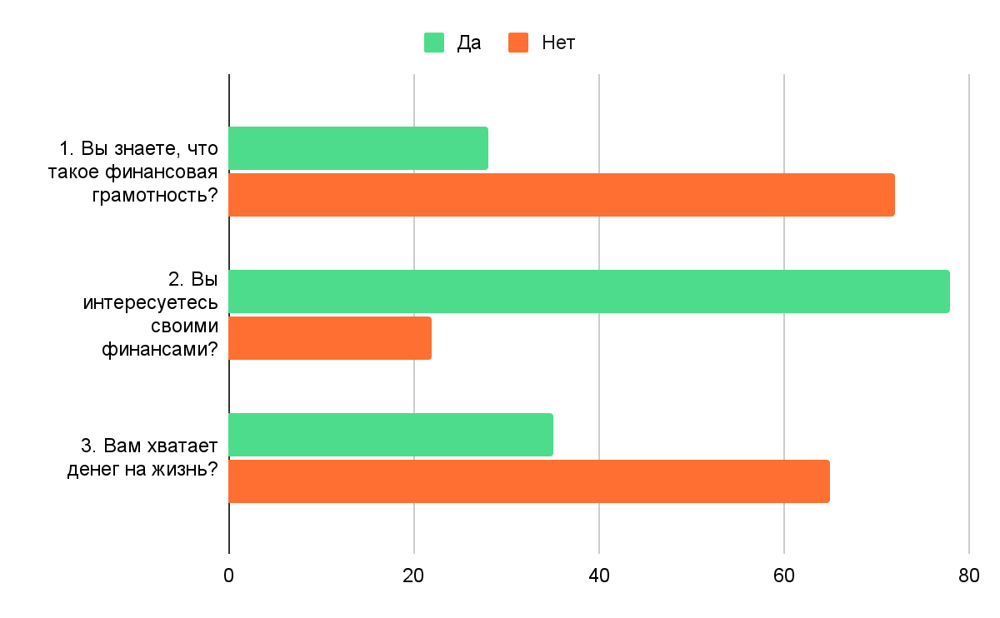 Да
Нет
1. Вы знаете, что
такое финансовая
грамотность?
2. Вы
интересуетесь
своими
финансами?
3. Вам хватает
денег на жизнь?
0 20 40 60 80